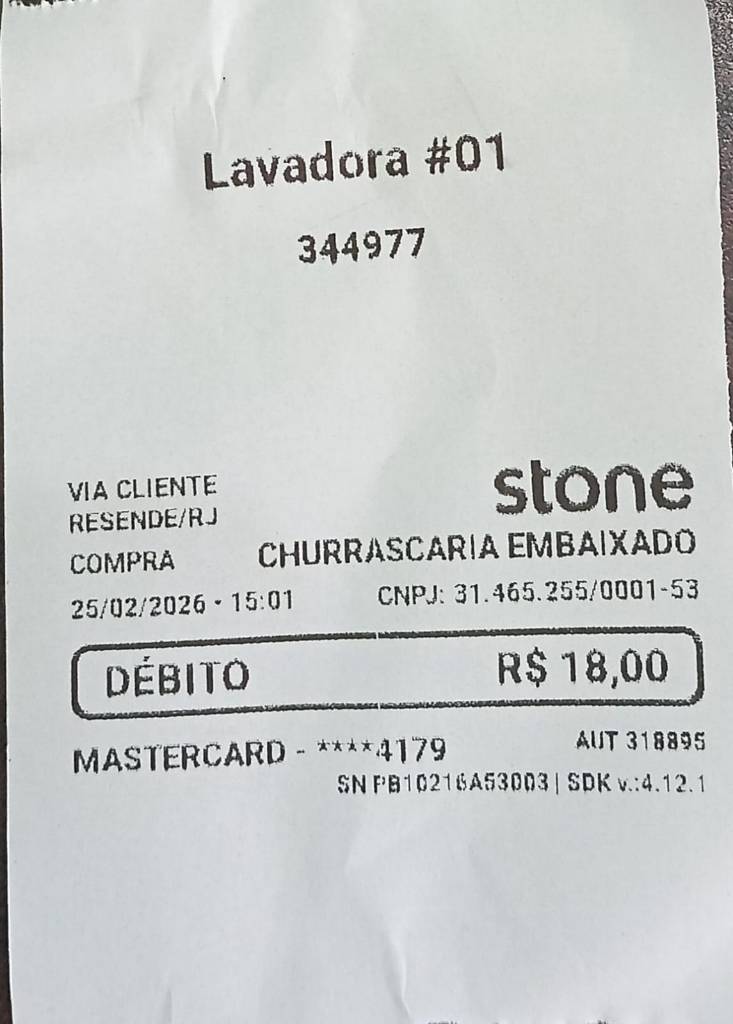 Lavadora #01
344977
VIA CLIENTE
stone
RESENDE/RJ
COMPRA CHURRASCARIA EMBAIXADO
25/02/2026 · 15:01 CNPJ: 31.465.255/0001-53
DÉBITO R$ 18,00
MASTERCARD - ****4179 AUT 318895
SN PB10216A53003 | SDK v.:4.12.1